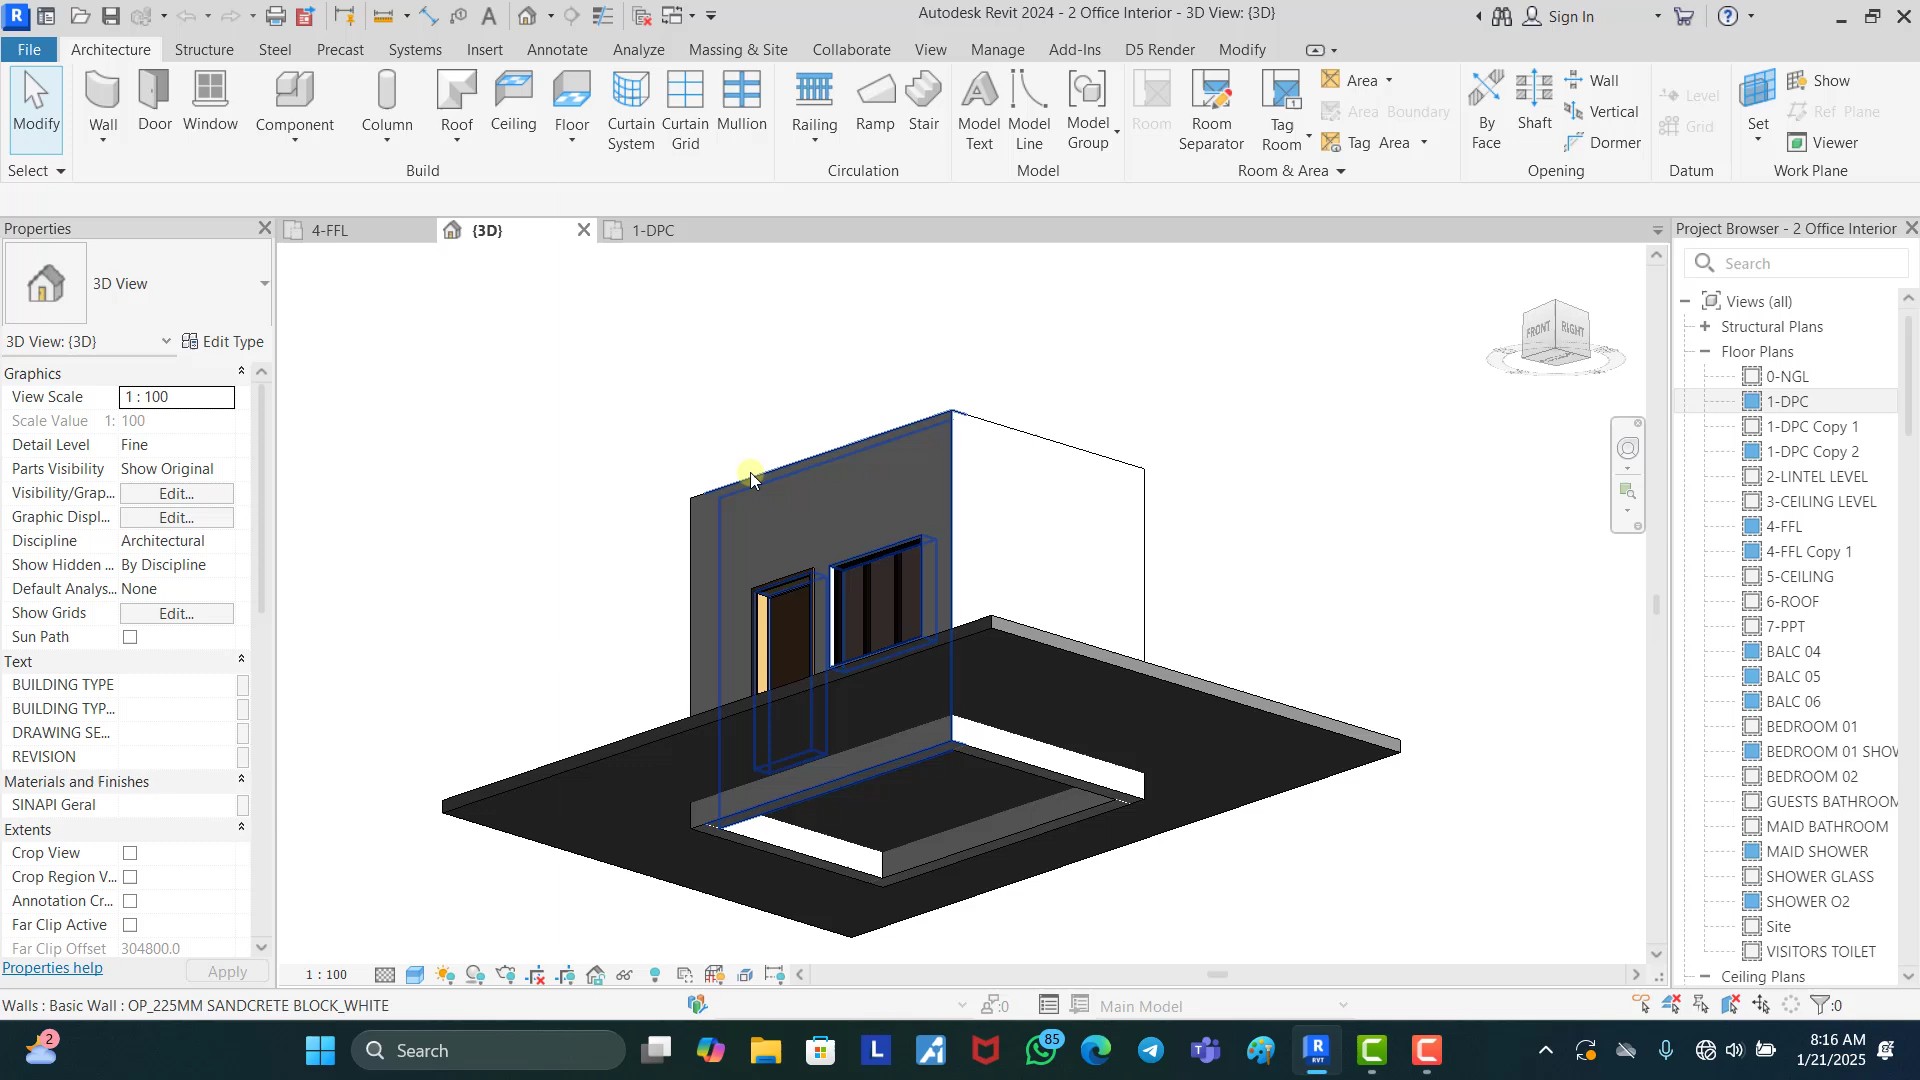 Autodesk Revit 2024 - 2 Office Interior - 3D View: {3D}
Sign In
File
Architecture
Structure
Steel
Precast
Systems
Insert
Annotate
Analyze
Massing & Site
Collaborate
View
Manage
Add-Ins
D5 Render
Modify
Modify
Wall
Door
Window
Component
Column
Roof
Ceiling
Floor
Curtain System
Curtain Grid
Mullion
Railing
Ramp
Stair
Model Text
Model Line
Model Group
Room
Room Separator
Tag Room
Area
Area Boundary
Tag Area
By Face
Shaft
Wall
Vertical
Dormer
Level
Grid
Set
Show
Ref Plane
Viewer
Select
Build
Circulation
Model
Room & Area
Opening
Datum
Work Plane
Properties
3D View
3D View: {3D}
Edit Type
Graphics
View Scale 1 : 100
Scale Value 1: 100
Detail Level Fine
Parts Visibility Show Original
Visibility/Grap... Edit...
Graphic Displ... Edit...
Discipline Architectural
Show Hidden ... By Discipline
Default Analys... None
Show Grids Edit...
Sun Path
Text
BUILDING TYPE
BUILDING TYP...
DRAWING SE...
REVISION
Materials and Finishes
SINAPI Geral
Extents
Crop View
Crop Region V...
Annotation Cr...
Far Clip Active
Far Clip Offset 304800.0
Properties help
Apply
4-FFL
{3D}
1-DPC
FRONT
RIGHT
1 : 100
Project Browser - 2 Office Interior
Search
Views (all)
Structural Plans
Floor Plans
0-NGL
1-DPC
1-DPC Copy 1
1-DPC Copy 2
2-LINTEL LEVEL
3-CEILING LEVEL
4-FFL
4-FFL Copy 1
5-CEILING
6-ROOF
7-PPT
BALC 04
BALC 05
BALC 06
BEDROOM 01
BEDROOM 01 SHOW
BEDROOM 02
GUESTS BATHROOM
MAID BATHROOM
MAID SHOWER
SHOWER GLASS
SHOWER O2
Site
VISITORS TOILET
Ceiling Plans
Walls : Basic Wall : OP_225MM SANDCRETE BLOCK_WHITE
:0
Main Model
:0
2
Search
85
8:16 AM
1/21/2025